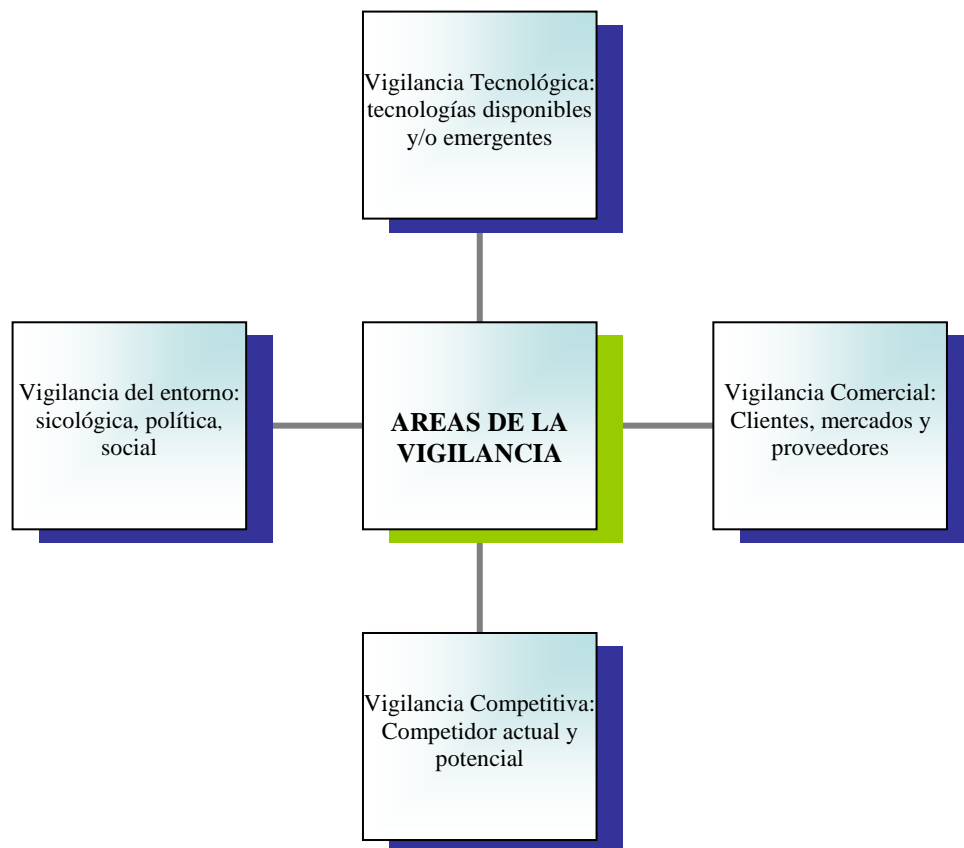 Vigilancia Tecnológica:
tecnologías disponibles
y/o emergentes
Vigilancia del entorno:
sicológica, política,
social
AREAS DE LA
VIGILANCIA
Vigilancia Comercial:
Clientes, mercados y
proveedores
Vigilancia Competitiva:
Competidor actual y
potencial